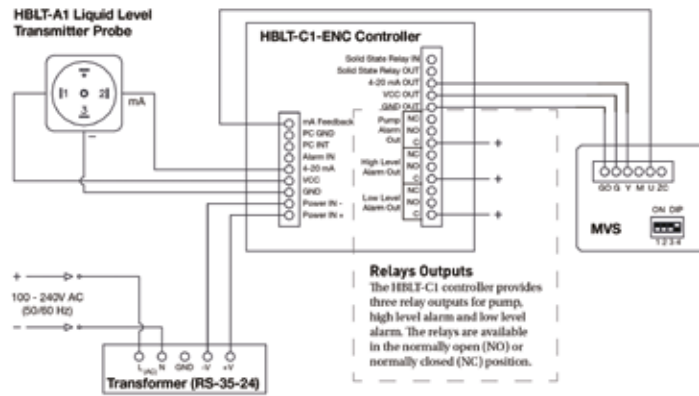 HBLT-A1 Liquid Level
Transmitter Probe
HBLT-C1-ENC Controller
1
2
3
mA
Solid State Relay IN
Solid State Relay OUT
4-20 mA OUT
VCC OUT
GND OUT
mA Feedback
PC GND
PC INT
Alarm IN
4-20 mA
VCC
GND
Power IN -
Power IN +
Pump
Alarm
Out
NC
NO
C
High Level
Alarm Out
NC
NO
C
Low Level
Alarm Out
NC
NO
C
GO G Y M U ZC
MVS
ON DIP
1 2 3 4
Relays Outputs
The HBLT-C1 controller provides
three relay outputs for pump,
high level alarm and low level
alarm. The relays are available
in the normally open (NO) or
normally closed (NC) position.
+
100 - 240V AC
(50/60 Hz)
L (AC) N GND -V +V
Transformer (RS-35-24)